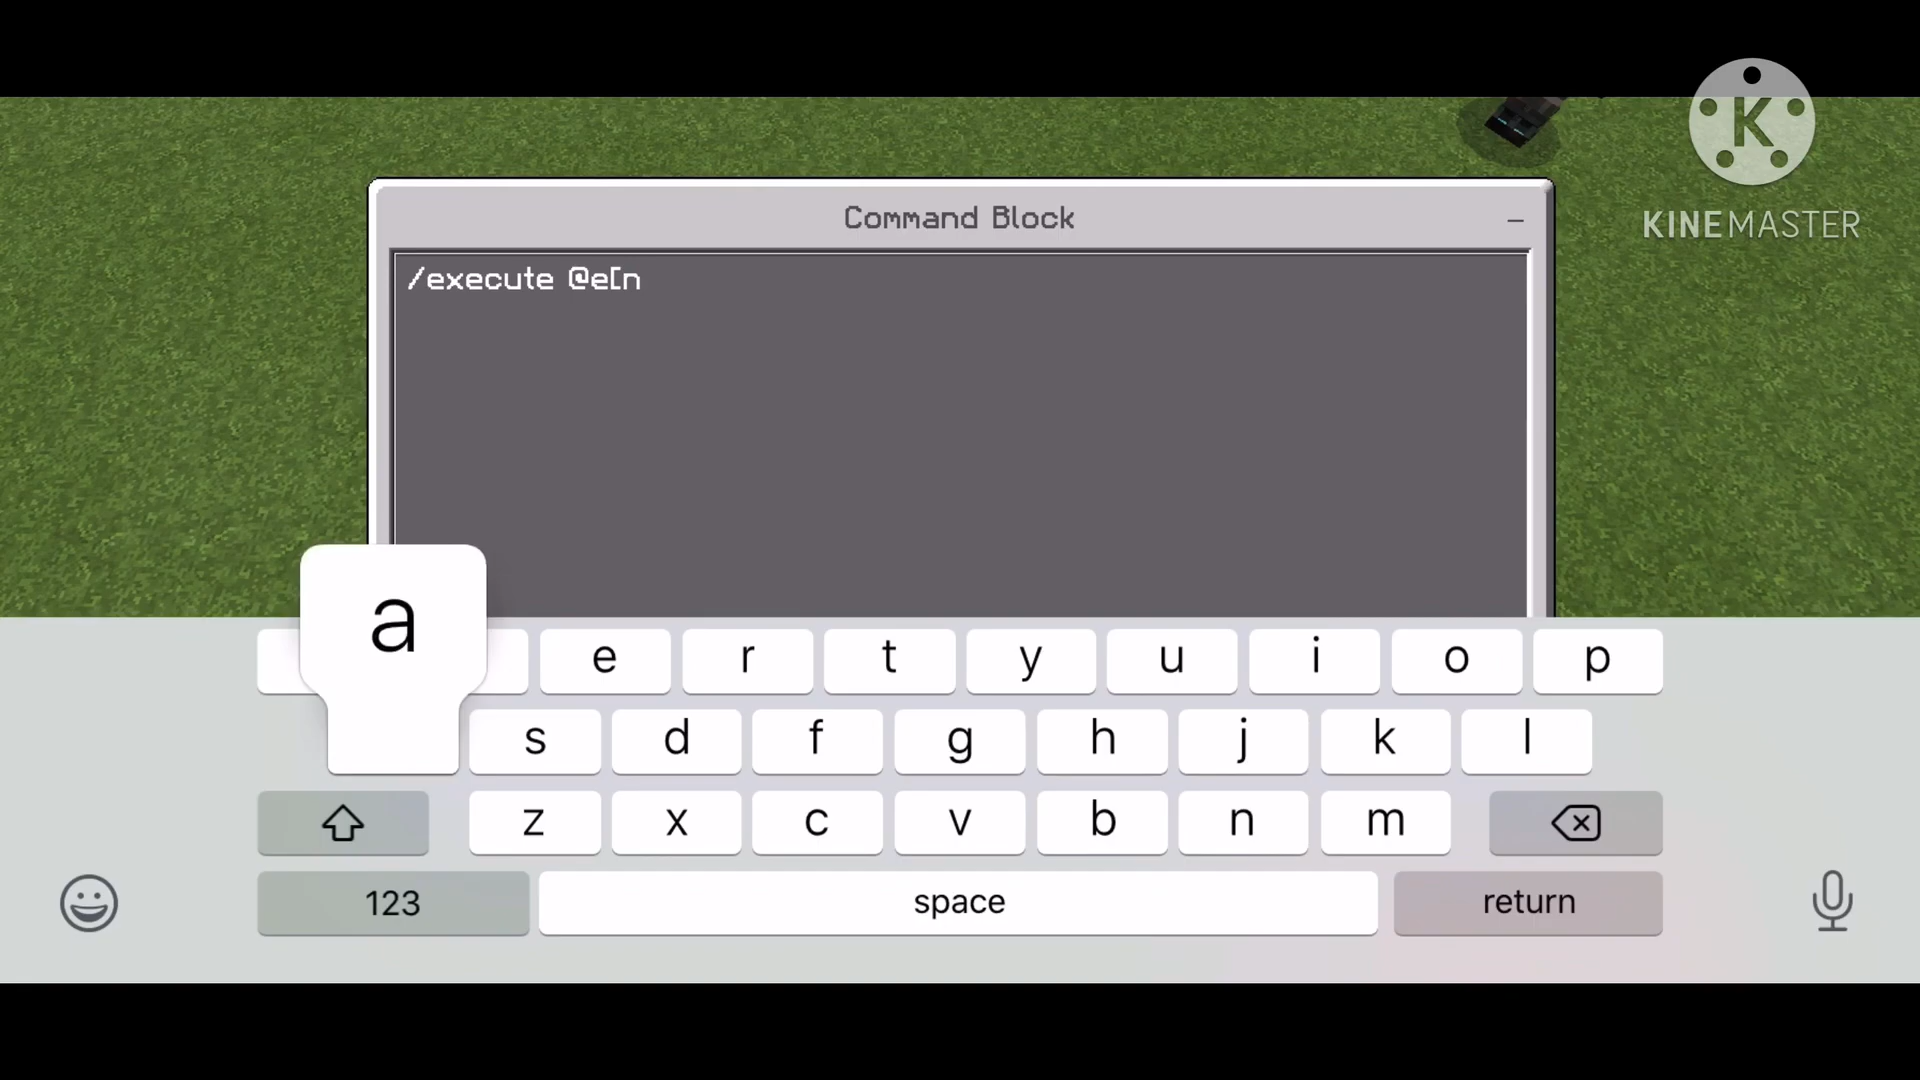 K
KINEMASTER
Command Block
/execute @e[n
a
e r t y u i o p
s d f g h j k l
z x c v b n m
123 space return